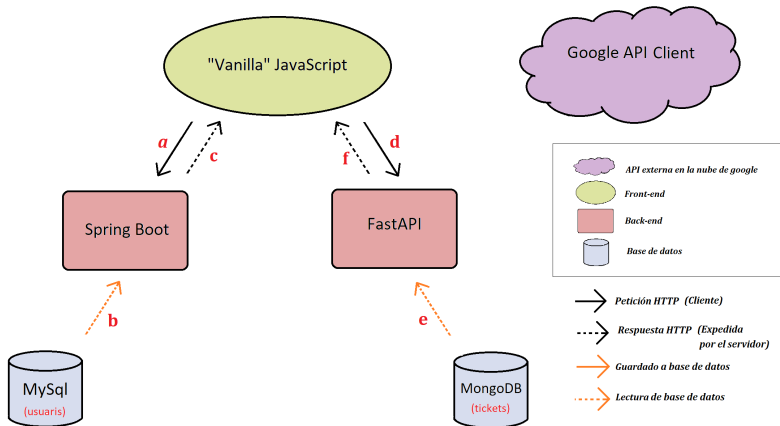 "Vanilla" JavaScript
Google API Client
a
c
f
d
Spring Boot
FastAPI
b
e
MySql
(usuaris)
MongoDB
(tickets)
API externa en la nube de google
Front-end
Back-end
Base de datos
Petición HTTP (Cliente)
Respuesta HTTP (Expedida
por el servidor)
Guardado a base de datos
Lectura de base de datos